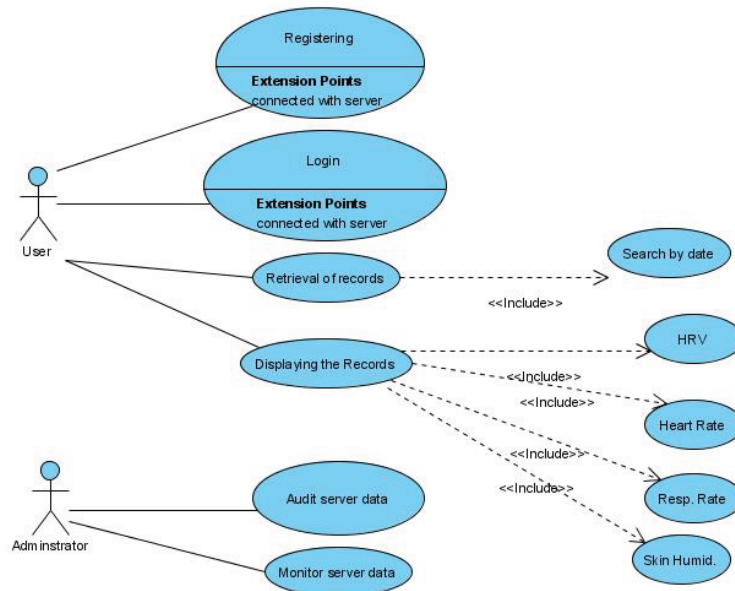 Registering
Extension Points
connected with server
Login
Extension Points
connected with server
User
Retrieval of records
Search by date
<<Include>>
HRV
Displaying the Records
<<Include>>
<<Include>>
Heart Rate
<<Include>>
<<Include>>
Resp. Rate
Audit server data
Adminstrator
Skin Humid.
Monitor server data